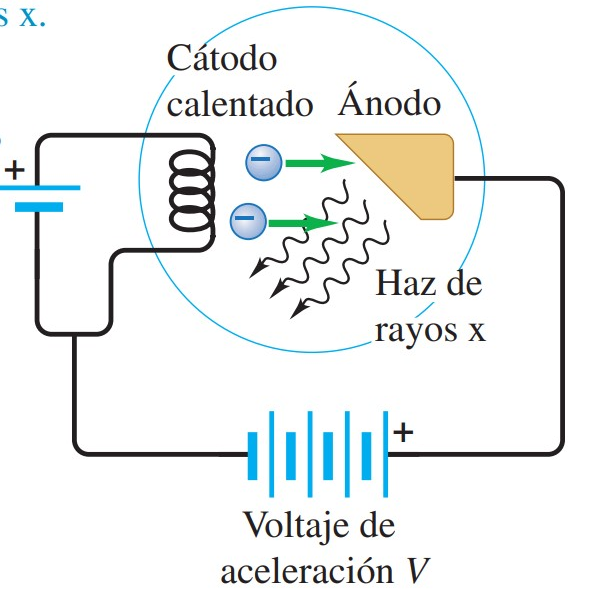 s x.
Cátodo
calentado
Ánodo
+
Haz de
rayos x
+
Voltaje de
aceleración V